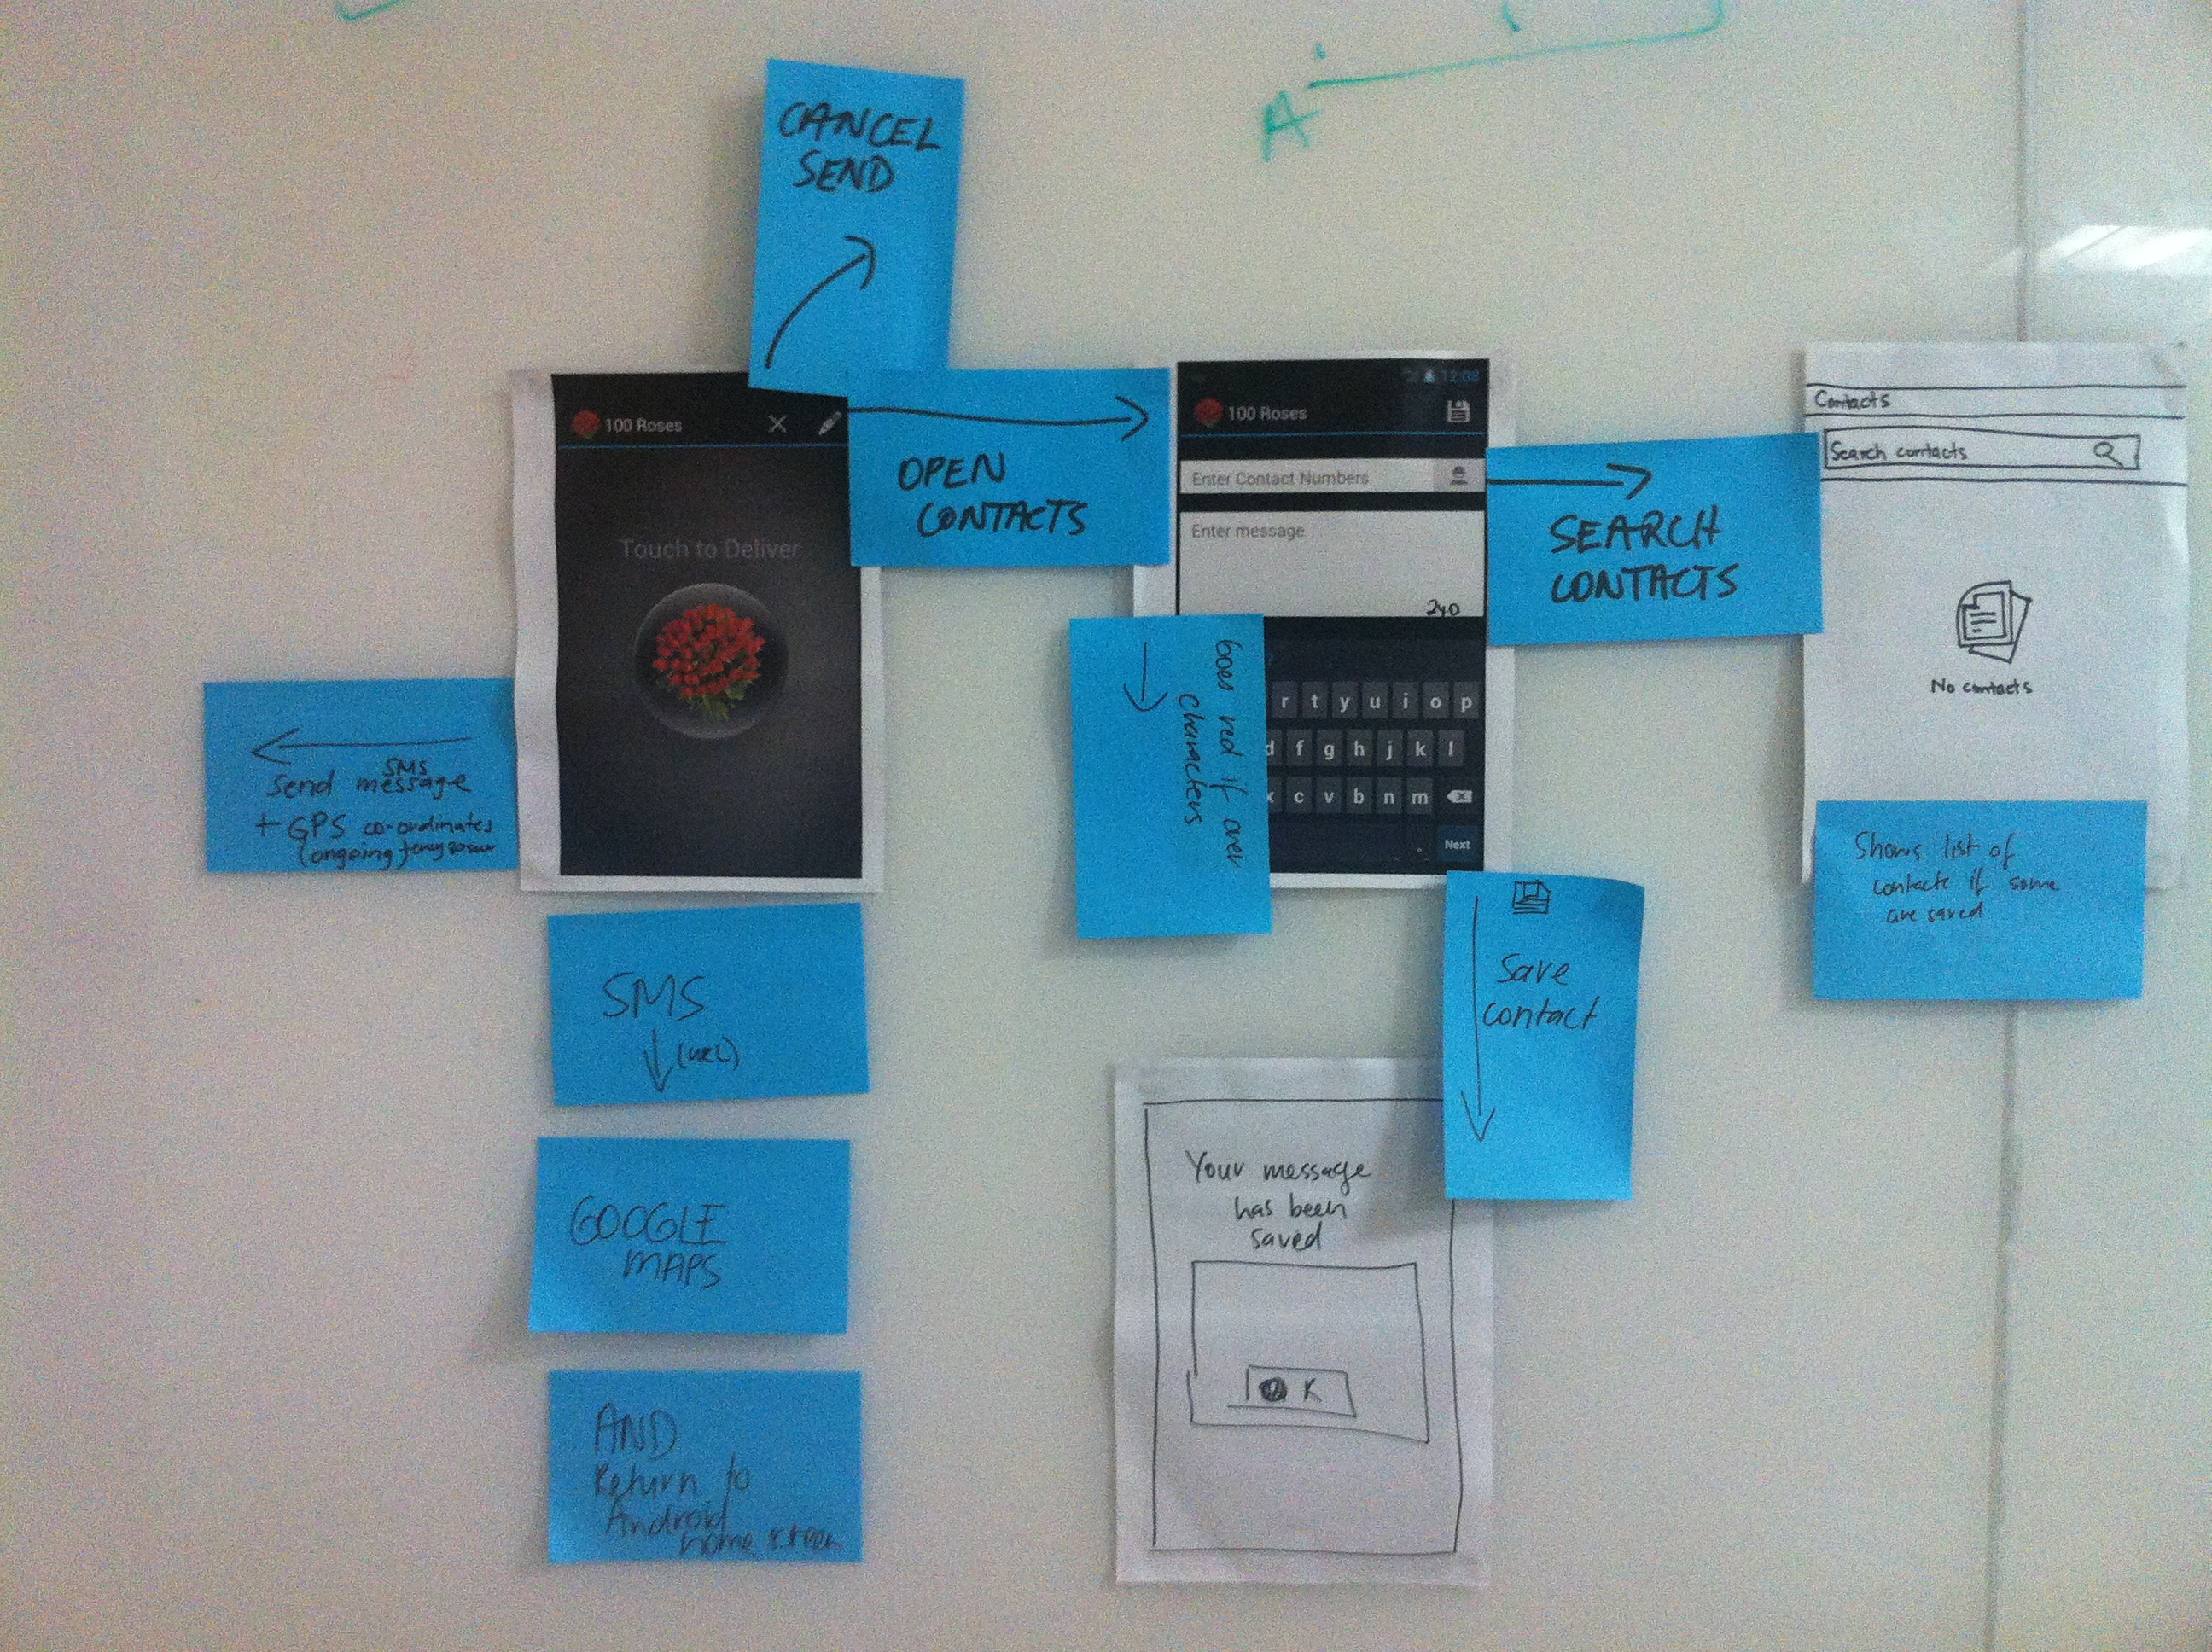 A
CANCEL
SEND
100 Roses
Touch to Deliver
OPEN
CONTACTS
12:08
100 Roses
Enter Contact Numbers
Enter message
240
r t y u i o p
d f g h j k l
x c v b n m
. Next
SEARCH
CONTACTS
Contacts
Search contacts
No contacts
Shows list of
contacts if some
are saved
SMS
Send message
+ GPS co-ordinates
(ongoing)
Goes red if over
characters
SMS
(URL)
GOOGLE
MAPS
AND
Return to
Android
home screen
Save
contact
Your message
has been
saved
OK